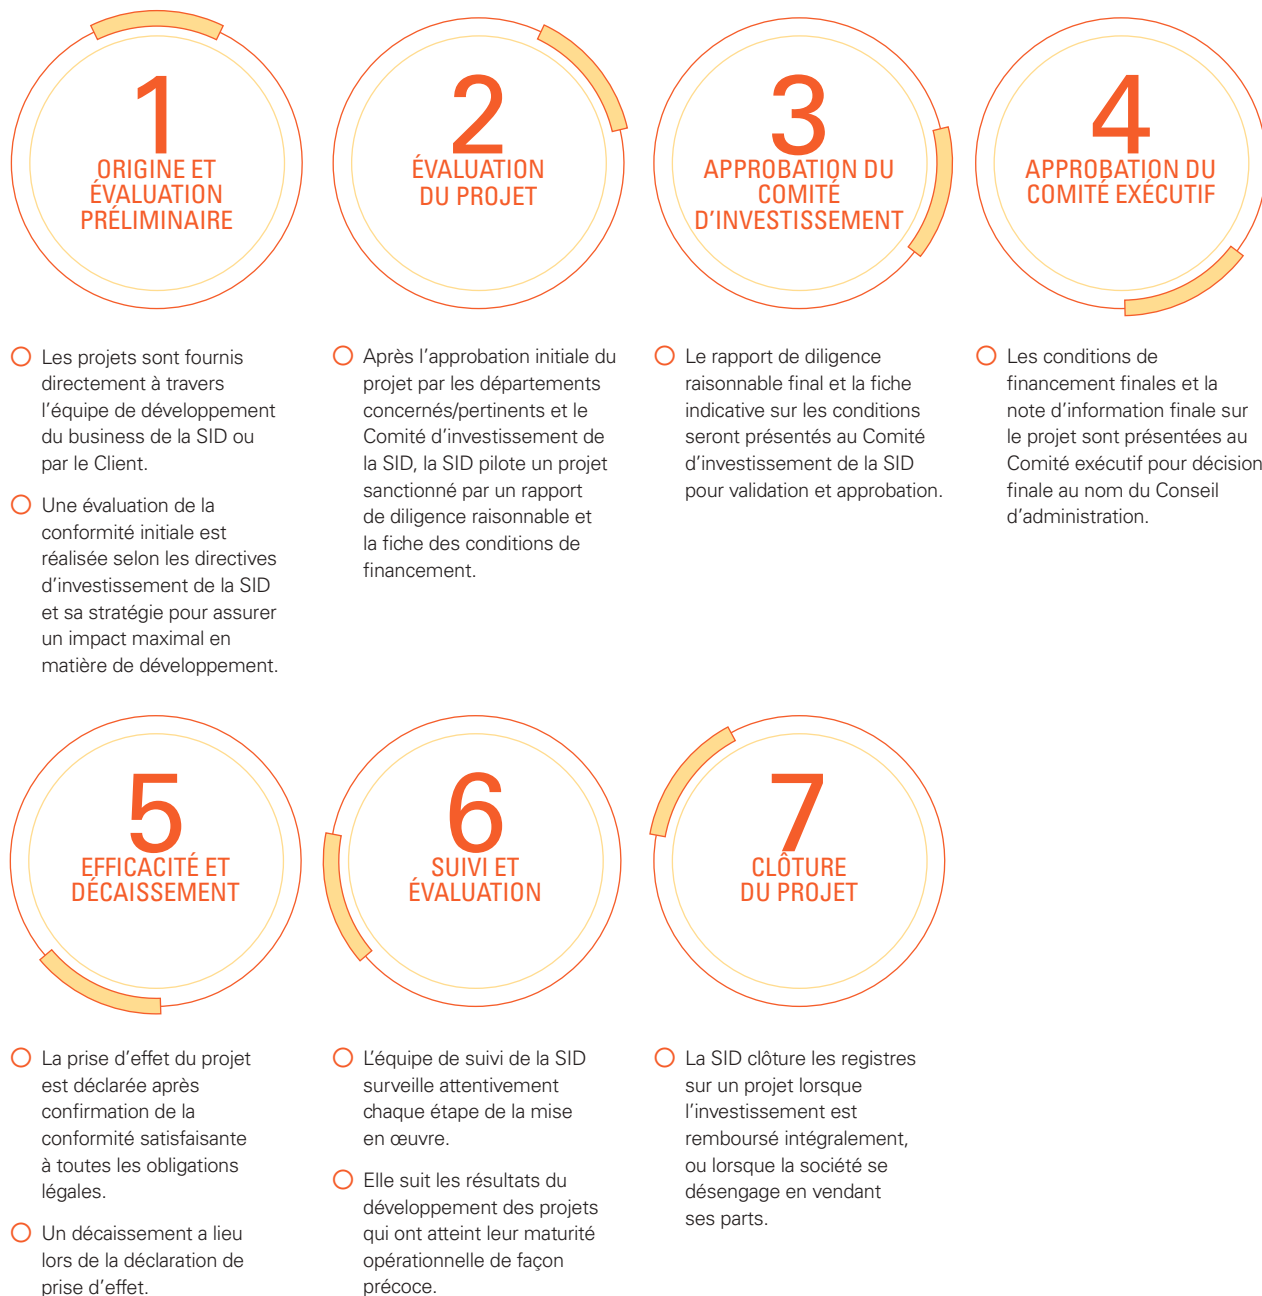 1
ORIGINE ET
ÉVALUATION
PRÉLIMINAIRE
Les projets sont fournis
directement à travers
l’équipe de développement
du business de la SID ou
par le Client.
Une évaluation de la
conformité initiale est
réalisée selon les directives
d’investissement de la SID
et sa stratégie pour assurer
un impact maximal en
matière de développement.
2
ÉVALUATION
DU PROJET
Après l’approbation initiale du
projet par les départements
concernés/pertinents et le
Comité d’investissement de
la SID, la SID pilote un projet
sanctionné par un rapport
de diligence raisonnable et
la fiche des conditions de
financement.
3
APPROBATION DU
COMITÉ
D’INVESTISSEMENT
Le rapport de diligence
raisonnable final et la fiche
indicative sur les conditions
seront présentés au Comité
d’investissement de la SID
pour validation et approbation.
4
APPROBATION DU
COMITÉ EXÉCUTIF
Les conditions de
financement finales et la
note d’information finale sur
le projet sont présentées au
Comité exécutif pour décision
finale au nom du Conseil
d’administration.
5
EFFICACITÉ ET
DÉCAISSEMENT
La prise d’effet du projet
est déclarée après
confirmation de la
conformité satisfaisante
à toutes les obligations
légales.
Un décaissement a lieu
lors de la déclaration de
prise d’effet.
6
SUIVI ET
ÉVALUATION
L’équipe de suivi de la SID
surveille attentivement
chaque étape de la mise
en œuvre.
Elle suit les résultats du
développement des projets
qui ont atteint leur maturité
opérationnelle de façon
précoce.
7
CLÔTURE
DU PROJET
La SID clôture les registres
sur un projet lorsque
l’investissement est
remboursé intégralement,
ou lorsque la société se
désengage en vendant
ses parts.